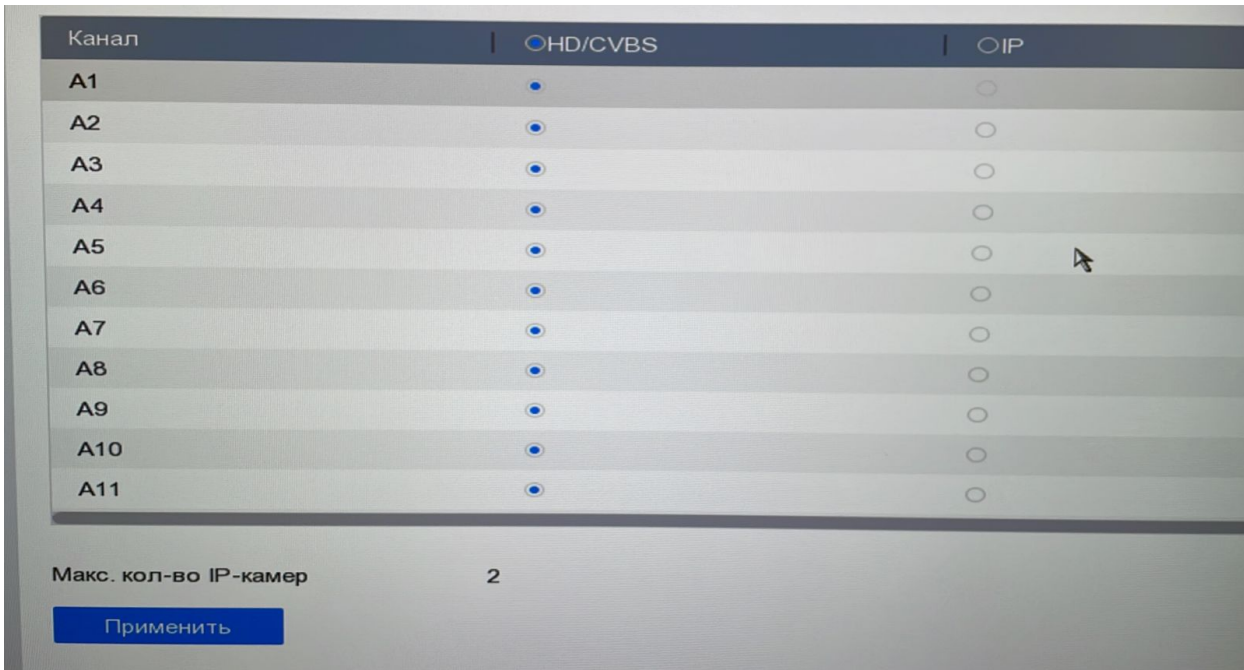 Канал | HD/CVBS | IP
A1
A2
A3
A4
A5
A6
A7
A8
A9
A10
A11
Макс. кол-во IP-камер 2
Применить